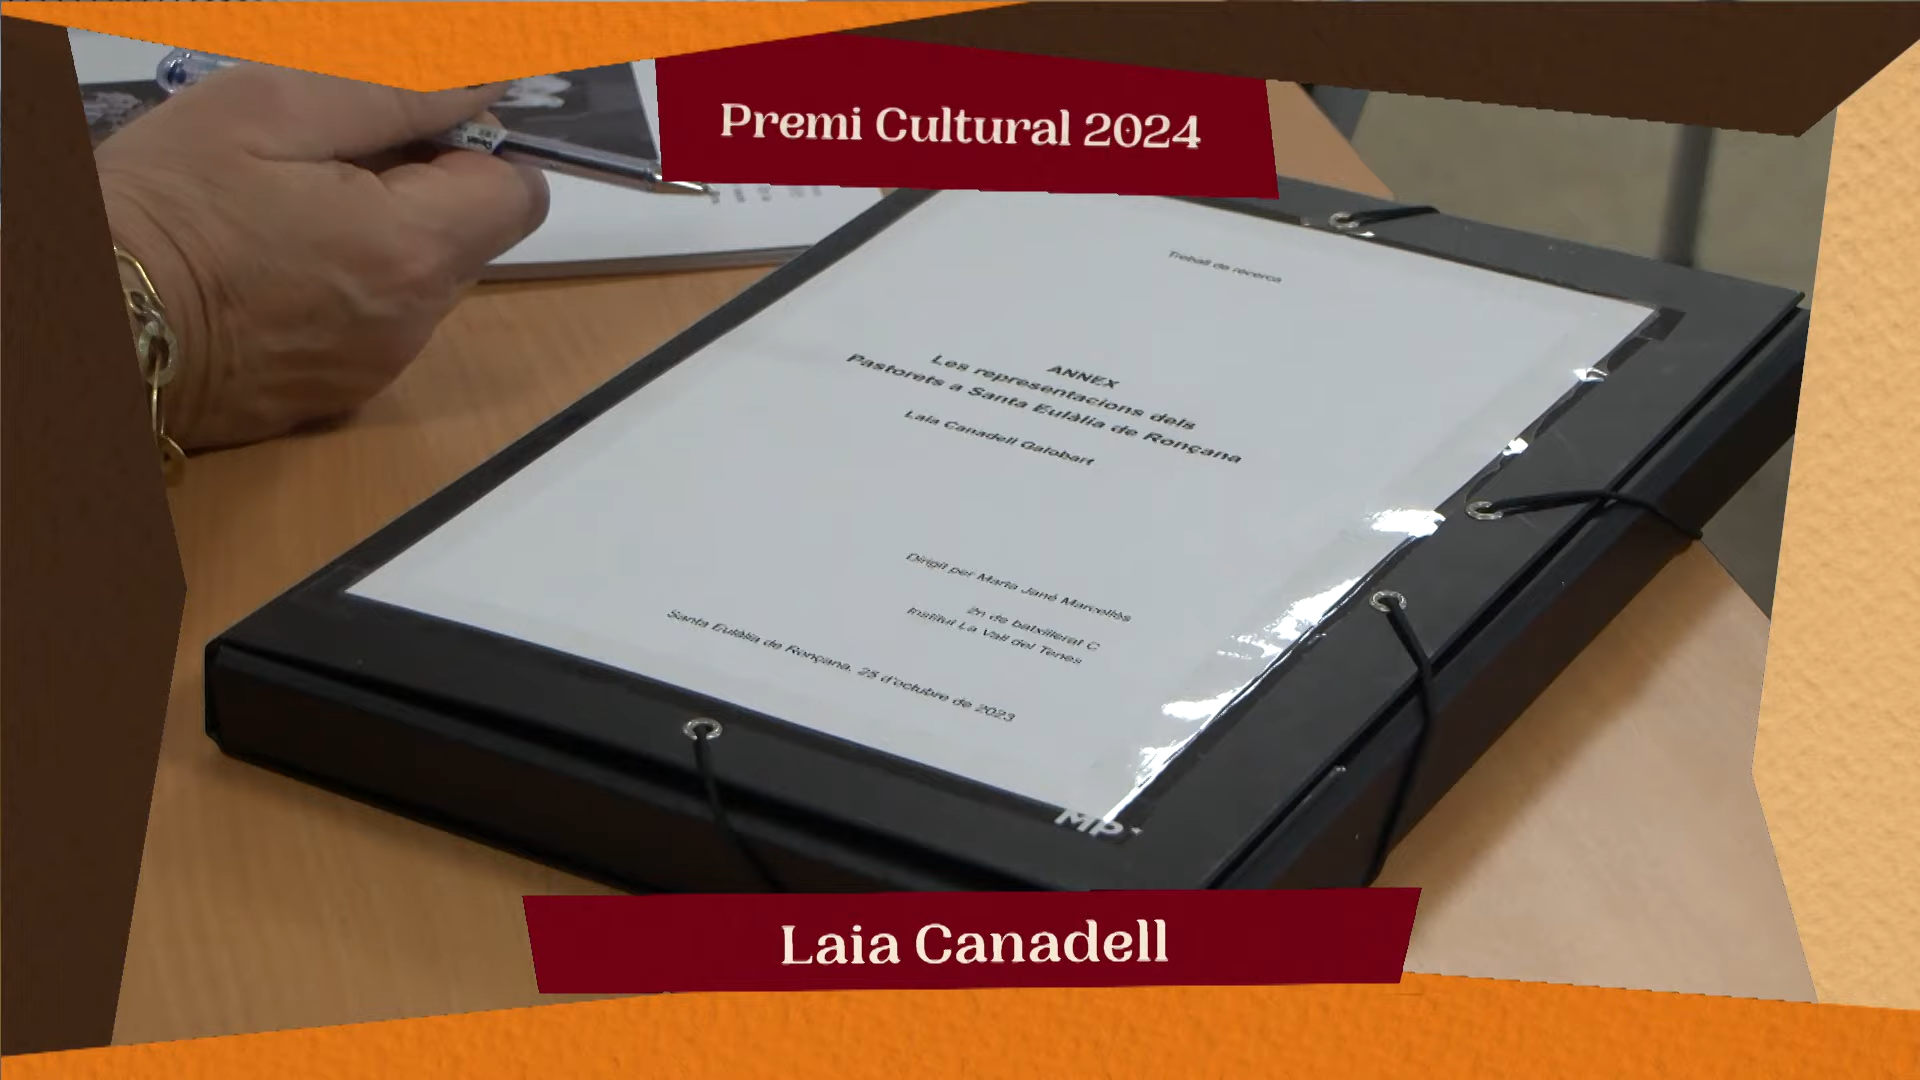 Premi Cultural 2024
Treball de recerca
ANNEX
Les representacions dels
Pastorets a Santa Eulàlia de Ronçana
Laia Canadell Galobart
Dirigit per Maria Jané Marcellès
2n de batxillerat C
Institut La Vall del Tenes
Santa Eulàlia de Ronçana, 25 d'octubre de 2023
MP
Laia Canadell